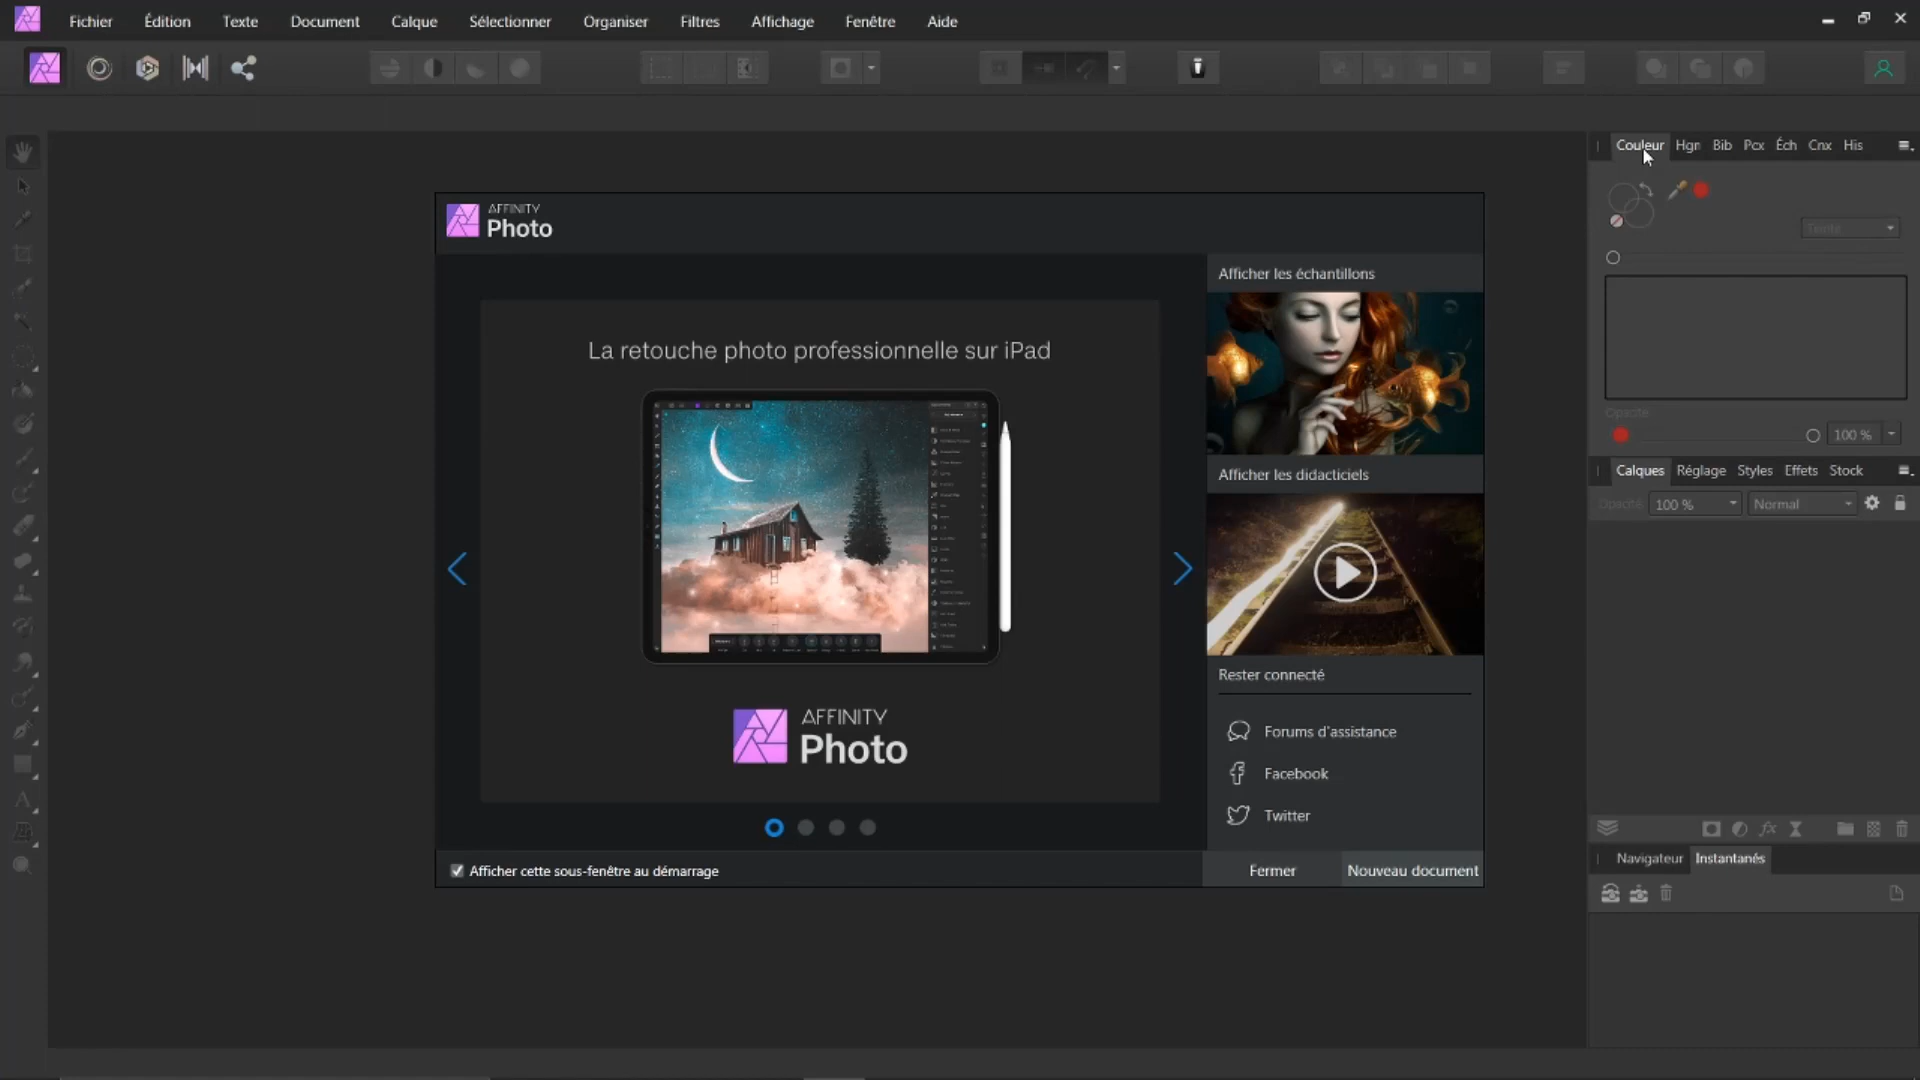 Fichier Édition Texte Document Calque Sélectionner Organiser Filtres Affichage Fenêtre Aide
Couleur Hgn Bib Pcx Éch Cnx His
Teinte
Opacité
100 %
Calques Réglage Styles Effets Stock
Opacité 100 % Normal
Navigateur Instantanés
AFFINITY
Photo
La retouche photo professionnelle sur iPad
AFFINITY
Photo
Afficher les échantillons
Afficher les didacticiels
Rester connecté
Forums d'assistance
Facebook
Twitter
Afficher cette sous-fenêtre au démarrage
Fermer
Nouveau document